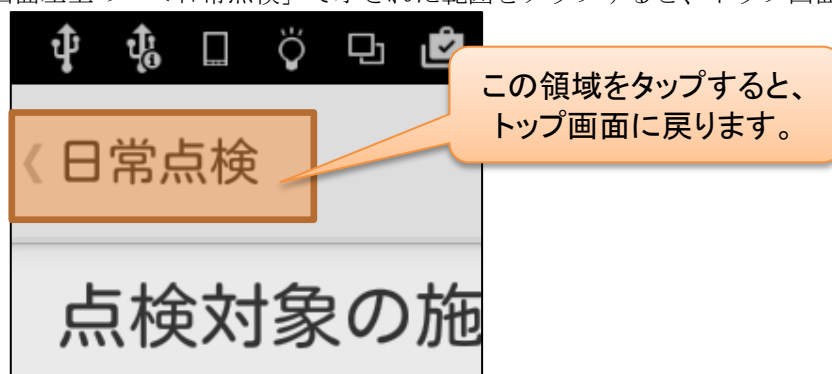 この領域をタップすると、
トップ画面に戻ります。
〈日常点検
点検対象の施